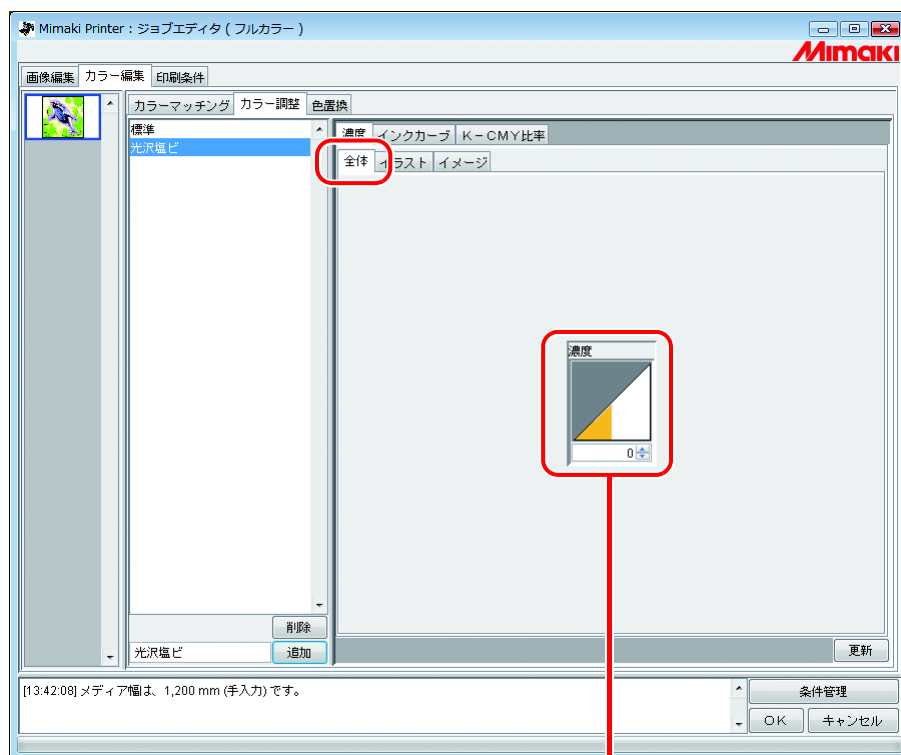 Mimaki Printer : ジョブエディタ ( フルカラー )
Mimaki
画像編集 カラー編集 印刷条件
カラーマッチング カラー調整 色置換
標準
光沢塩ビ
濃度 インクカーブ K-CMY比率
全体 イラスト イメージ
濃度
0
削除
光沢塩ビ 追加
更新
[13:42:08] メディア幅は、1,200 mm (手入力) です。
条件管理
OK キャンセル